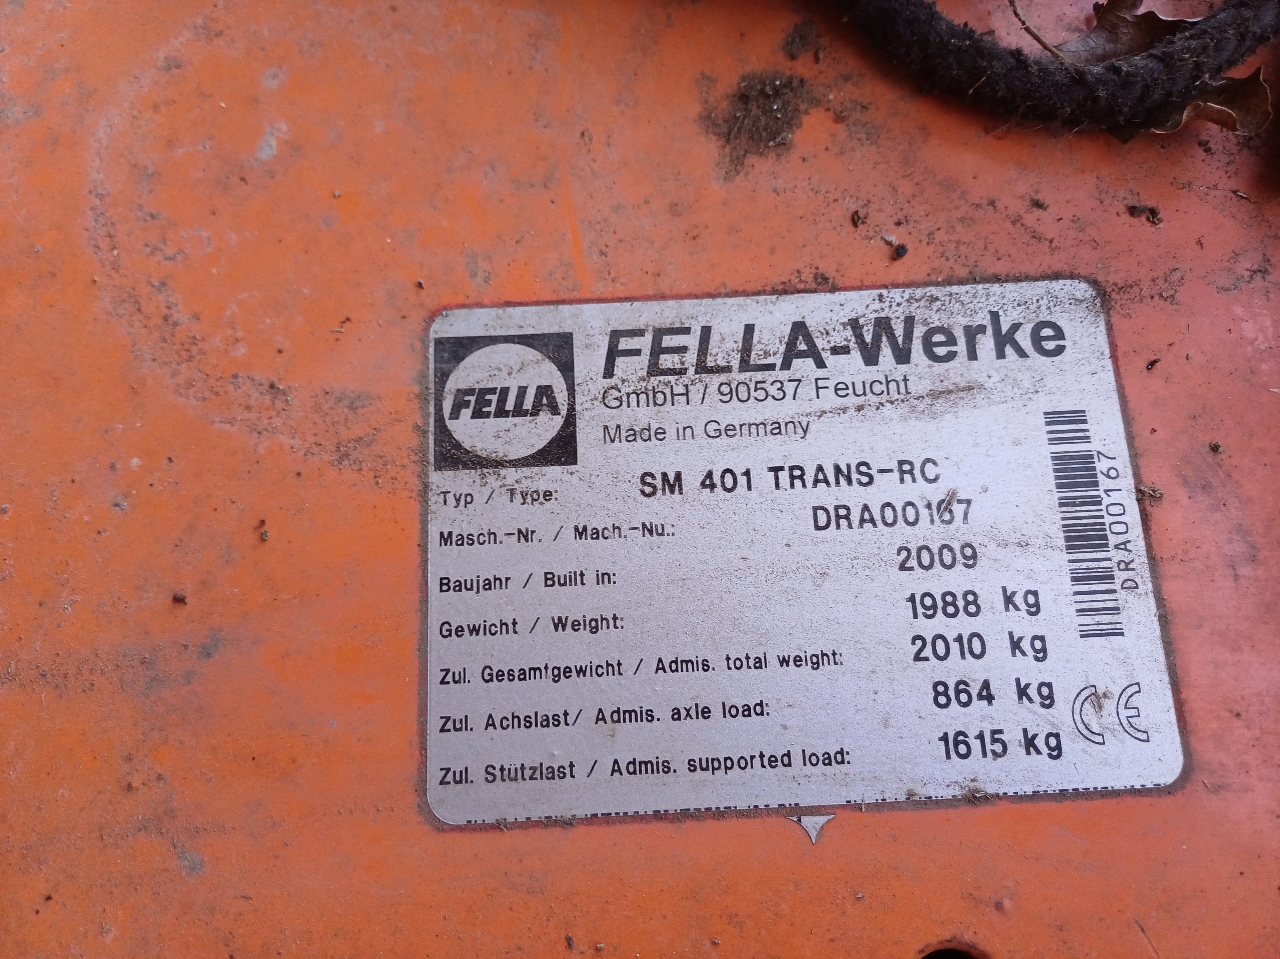 FELLA
FELLA-Werke
GmbH / 90537 Feucht
Made in Germany
Typ / Type: SM 401 TRANS-RC
Masch.-Nr. / Mach.-Nu.: DRA00167
Baujahr / Built in: 2009
Gewicht / Weight: 1988 kg
Zul. Gesamtgewicht / Admis. total weight: 2010 kg
Zul. Achslast/ Admis. axle load: 864 kg
Zul. Stützlast / Admis. supported load: 1615 kg
CE
DRA00167